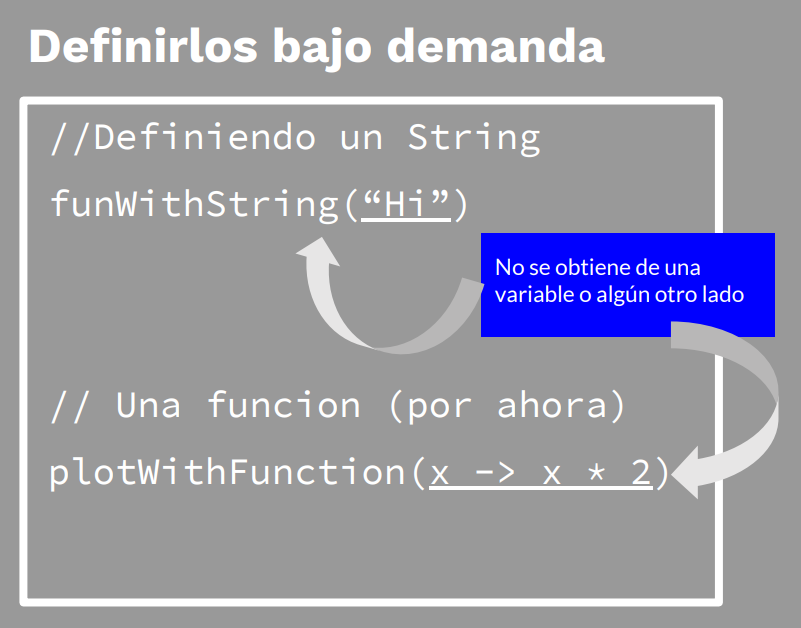 Definirlos bajo demanda
//Definiendo un String
funWithString(“Hi”)
No se obtiene de una
variable o algún otro lado
// Una funcion (por ahora)
plotWithFunction(x -> x * 2)